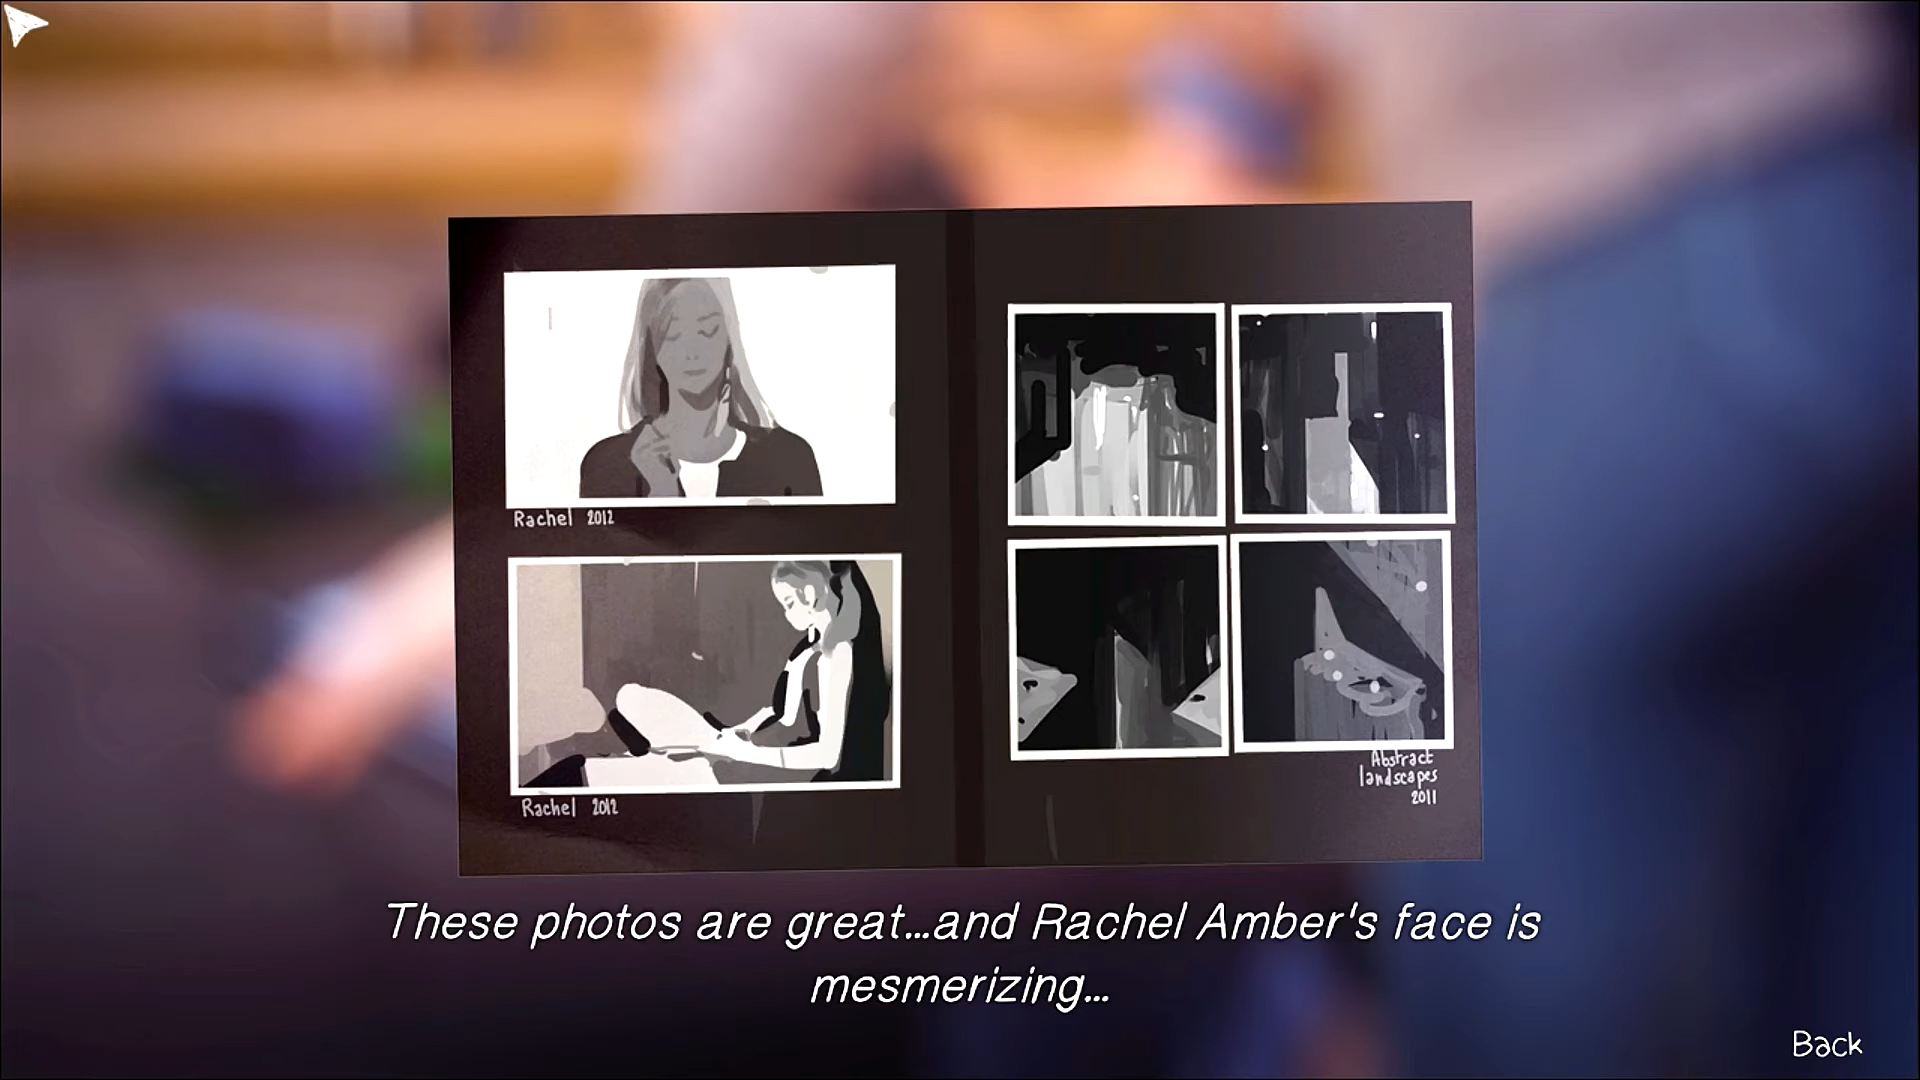 Rachel 2012
Rachel 2012
Abstract
landscapes
2011
These photos are great...and Rachel Amber's face is
mesmerizing...
Back